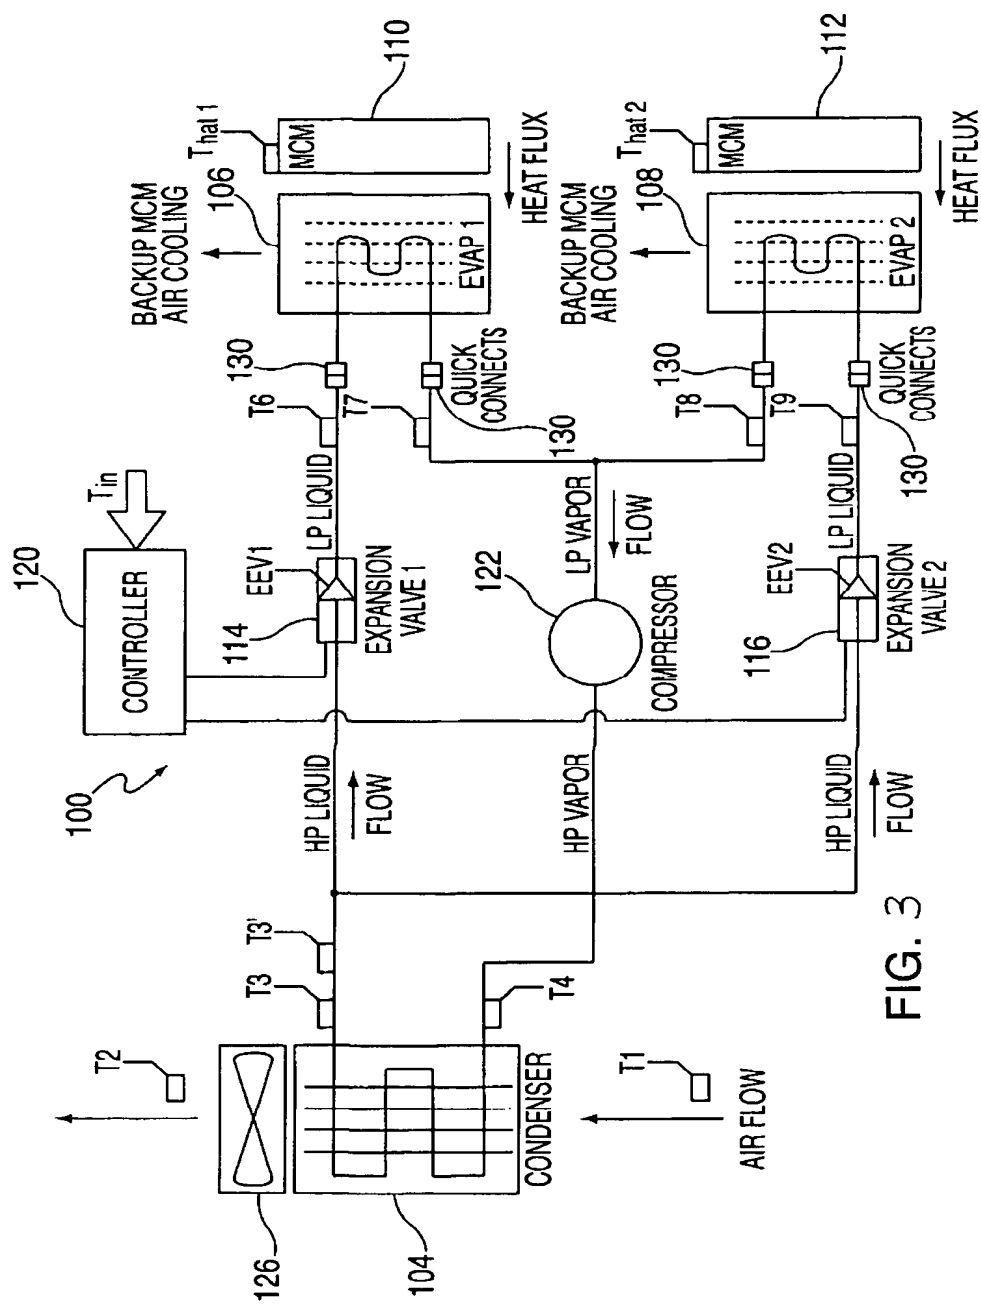 100
120
CONTROLLER
Tin
126
T2
104
CONDENSER
T1
AIR FLOW
T3
T3'
T4
HP LIQUID
FLOW
EEV1
114
EXPANSION
VALVE 1
LP LIQUID
T6
130
T7
QUICK
CONNECTS
130
BACKUP MCM
AIR COOLING
106
EVAP 1
That 1
MCM
110
HEAT FLUX
HP VAPOR
122
COMPRESSOR
LP VAPOR
FLOW
HP LIQUID
FLOW
EEV2
116
EXPANSION
VALVE 2
LP LIQUID
T8
130
T9
QUICK
CONNECTS
130
BACKUP MCM
AIR COOLING
108
EVAP 2
That 2
MCM
112
HEAT FLUX
FIG. 3